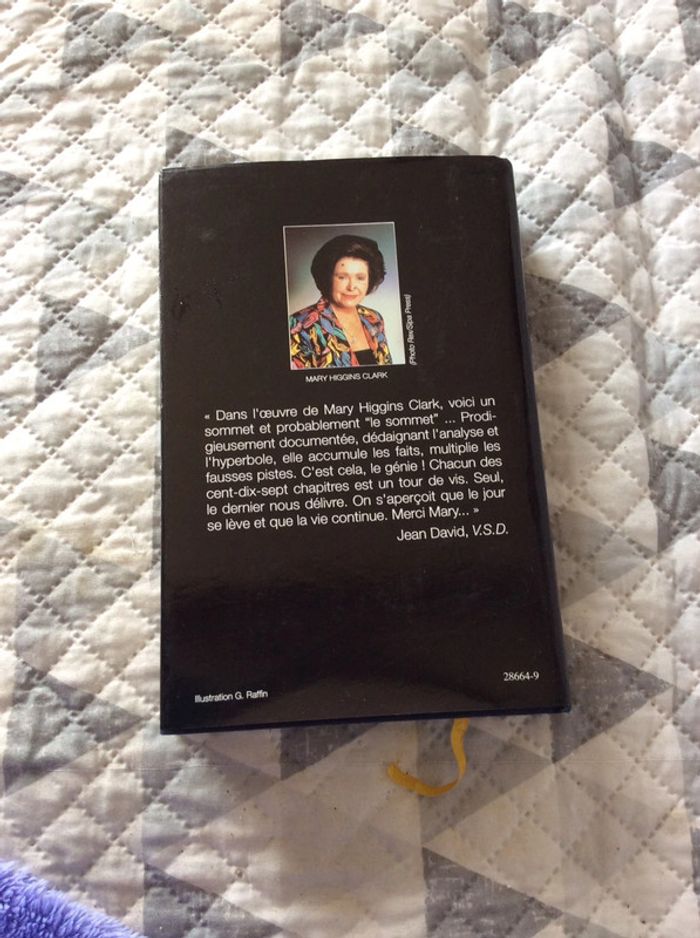 (Photo Rex/Sipa Press)
MARY HIGGINS CLARK
« Dans l'œuvre de Mary Higgins Clark, voici un
sommet et probablement "le sommet" ... Prodi-
gieusement documentée, dédaignant l'analyse et
l'hyperbole, elle accumule les faits, multiplie les
fausses pistes. C'est cela, le génie ! Chacun des
cent-dix-sept chapitres est un tour de vis. Seul,
le dernier nous délivre. On s'aperçoit que le jour
se lève et que la vie continue. Merci Mary... »
Jean David, V.S.D.
28664-9
Illustration G. Raffin